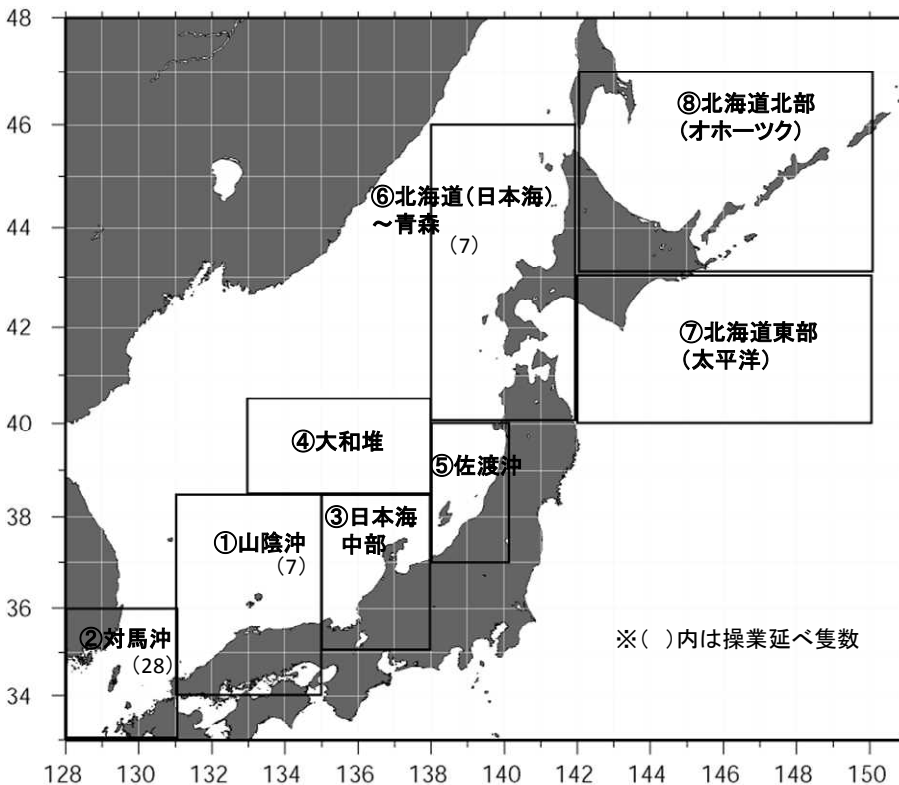 48
46
44
42
40
38
36
34
⑧北海道北部
(オホーツク)
⑥北海道(日本海)
～青森
(7)
⑦北海道東部
(太平洋)
④大和堆
⑤佐渡沖
③日本海
中部
①山陰沖
(7)
②対馬沖
(28)
※( )内は操業延べ隻数
128 130 132 134 136 138 140 142 144 146 148 150